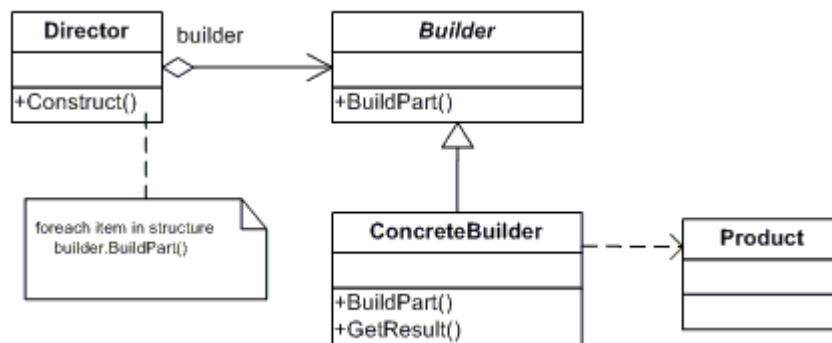 Director
builder
Builder
+Construct()
+BuildPart()
foreach item in structure
builder.BuildPart()
ConcreteBuilder
Product
+BuildPart()
+GetResult()